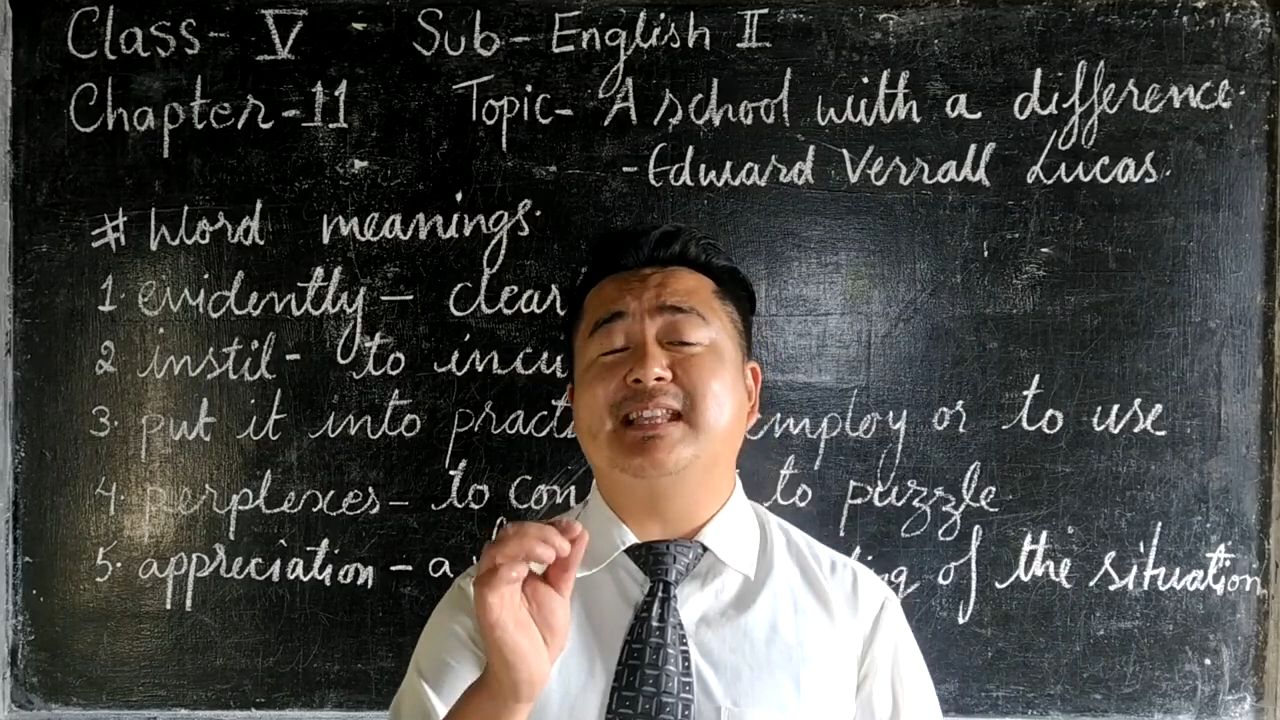 Class- V Sub- English II
Chapter-11 Topic- A school with a difference.
-Edward Verrall Lucas.
# Word meanings.
1. evidently - clear
2 instil- to incu
3. put it into pract employ or to use
4. perplexes- to con to puzzle
5. appreciation - a of the situation